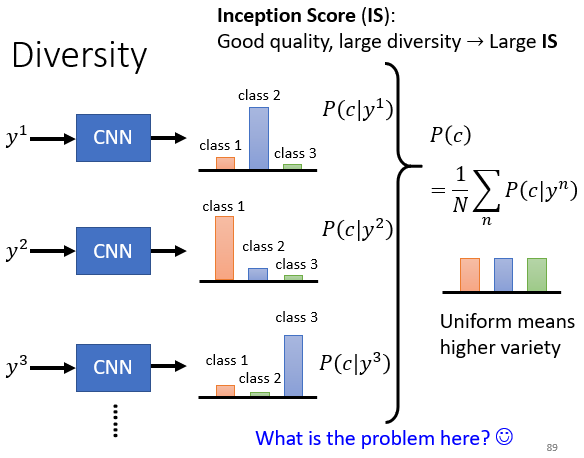 Inception Score (IS):
Good quality, large diversity → Large IS
Diversity
y¹
CNN
class 1
class 2
class 3
P(c|y¹)
y²
CNN
class 1
class 2
class 3
P(c|y²)
y³
CNN
class 1
class 2
class 3
P(c|y³)
P(c)
= 1/N ∑ₙ P(c|yⁿ)
Uniform means
higher variety
......
What is the problem here? ☺
89